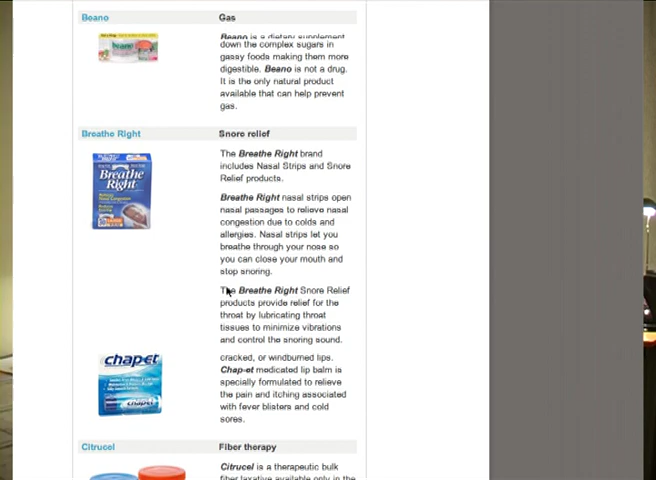 Beano Gas
Beano is a dietary supplement
down the complex sugars in
gassy foods making them more
digestible. Beano is not a drug.
It is the only natural product
available that can help prevent
gas.
beano
Breathe Right Snore relief
The Breathe Right brand
includes Nasal Strips and Snore
Relief products.
Breathe Right nasal strips open
nasal passages to relieve nasal
congestion due to colds and
allergies. Nasal strips let you
breathe through your nose so
you can close your mouth and
stop snoring.
Breathe
Right
The Breathe Right Snore Relief
products provide relief for the
throat by lubricating throat
tissues to minimize vibrations
and control the snoring sound.
cracked, or windburned lips.
Chap-et medicated lip balm is
specially formulated to relieve
the pain and itching associated
with fever blisters and cold
sores.
chap-et
chap-et
Citrucel Fiber therapy
Citrucel is a therapeutic bulk
fiber laxative available only in the